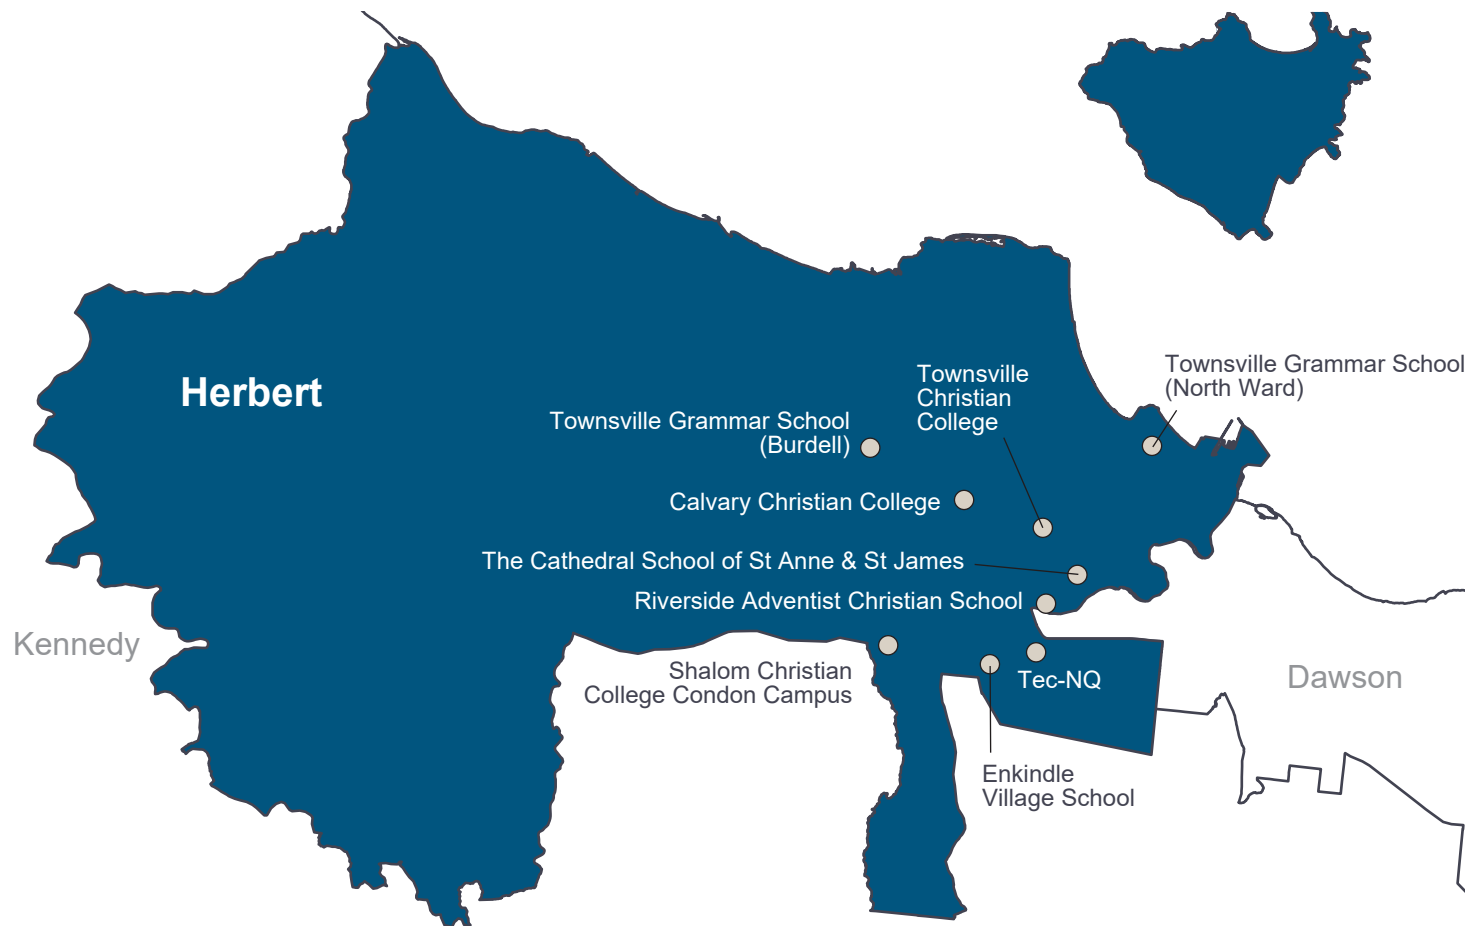 Townsville Grammar School
(North Ward)
Townsville
Christian
College
Herbert
Townsville Grammar School
(Burdell)
Calvary Christian College
The Cathedral School of St Anne & St James
Riverside Adventist Christian School
Kennedy
Shalom Christian
College Condon Campus
Tec-NQ
Dawson
Enkindle
Village School